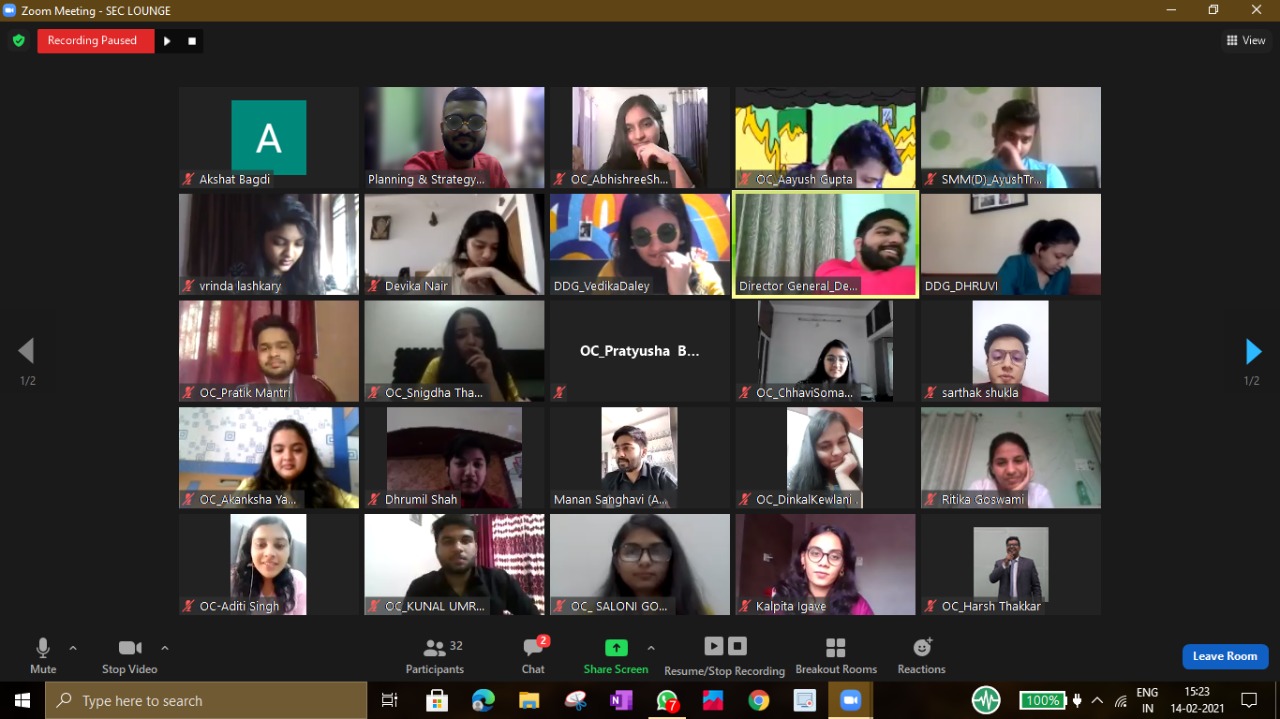 Zoom Meeting - SEC LOUNGE
Recording Paused
View
A
Akshat Bagdi
Planning & Strategy...
OC_AbhishreeSh...
OC_Aayush Gupta
SMM(D)_AyushTr...
vrinda lashkary
Devika Nair
DDG_VedikaDaley
Director General_De...
DDG_DHRUVI
OC_Pratik Mantri
OC_Snigdha Tha...
OC_Pratyusha B...
OC_ChhaviSoma...
sarthak shukla
1/2
1/2
OC_Akanksha Ya...
Dhrumil Shah
Manan Sanghavi (A...
OC_DinkalKewlani .
Ritika Goswami
OC-Aditi Singh
OC_KUNAL UMR...
OC_ SALONI GO...
Kalpita Igave
OC_Harsh Thakkar
Mute
Stop Video
32
Participants
2
Chat
Share Screen
Resume/Stop Recording
Breakout Rooms
Reactions
Leave Room
Type here to search
7
100%
ENG
IN
15:23
14-02-2021